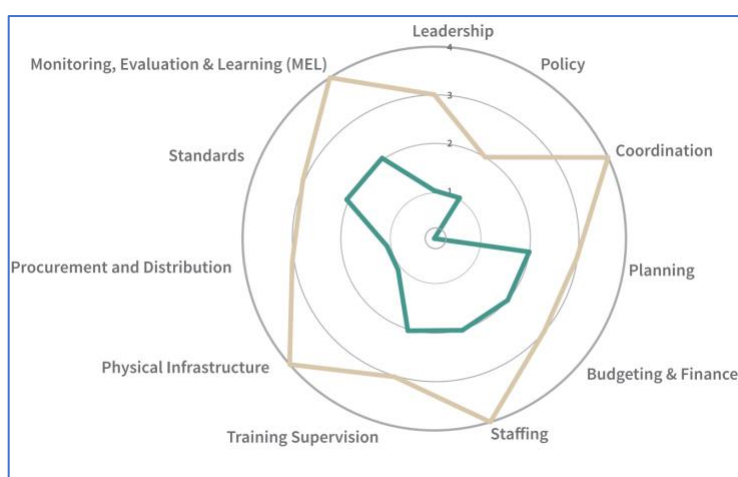 Leadership
4
Monitoring, Evaluation & Learning (MEL)
Policy
3
Coordination
Standards
2
1
Procurement and Distribution
Planning
Physical Infrastructure
Budgeting & Finance
Training Supervision
Staffing